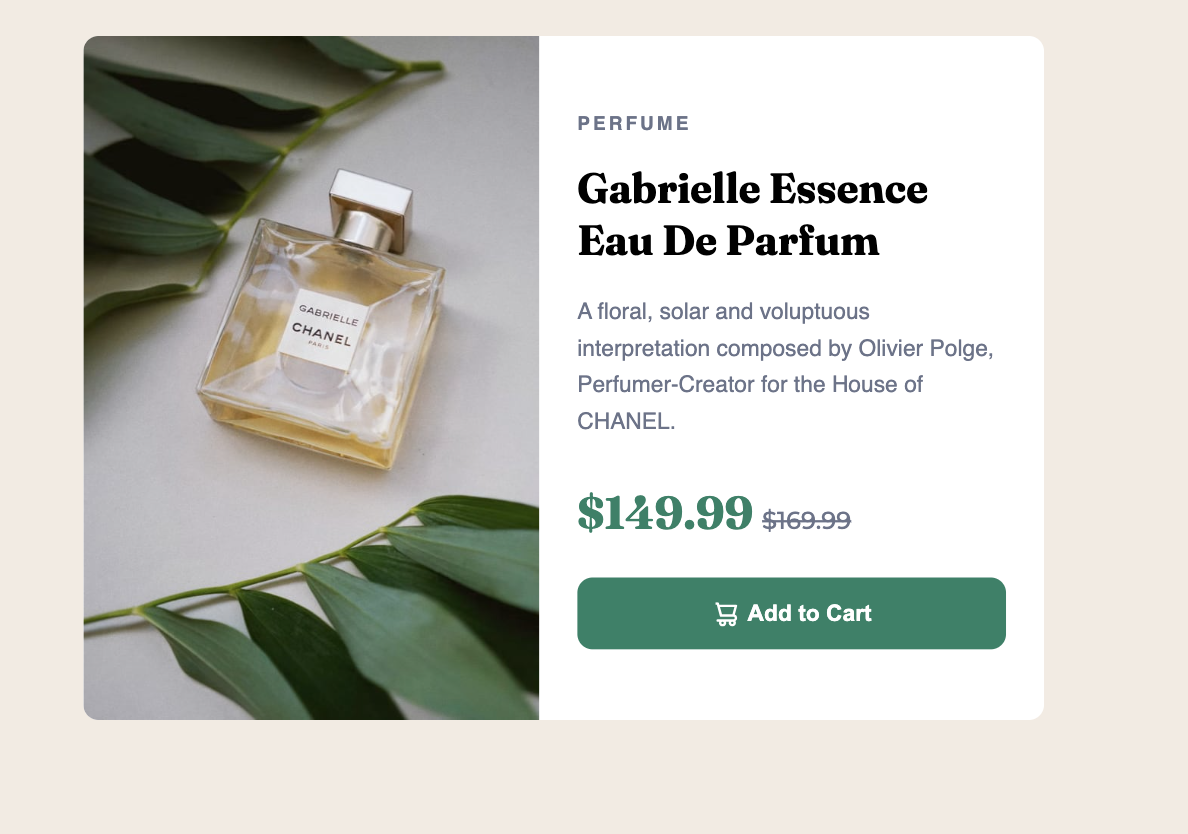 GABRIELLE
CHANEL
PARIS
PERFUME
Gabrielle Essence
Eau De Parfum
A floral, solar and voluptuous
interpretation composed by Olivier Polge,
Perfumer-Creator for the House of
CHANEL.
$149.99 $169.99
Add to Cart